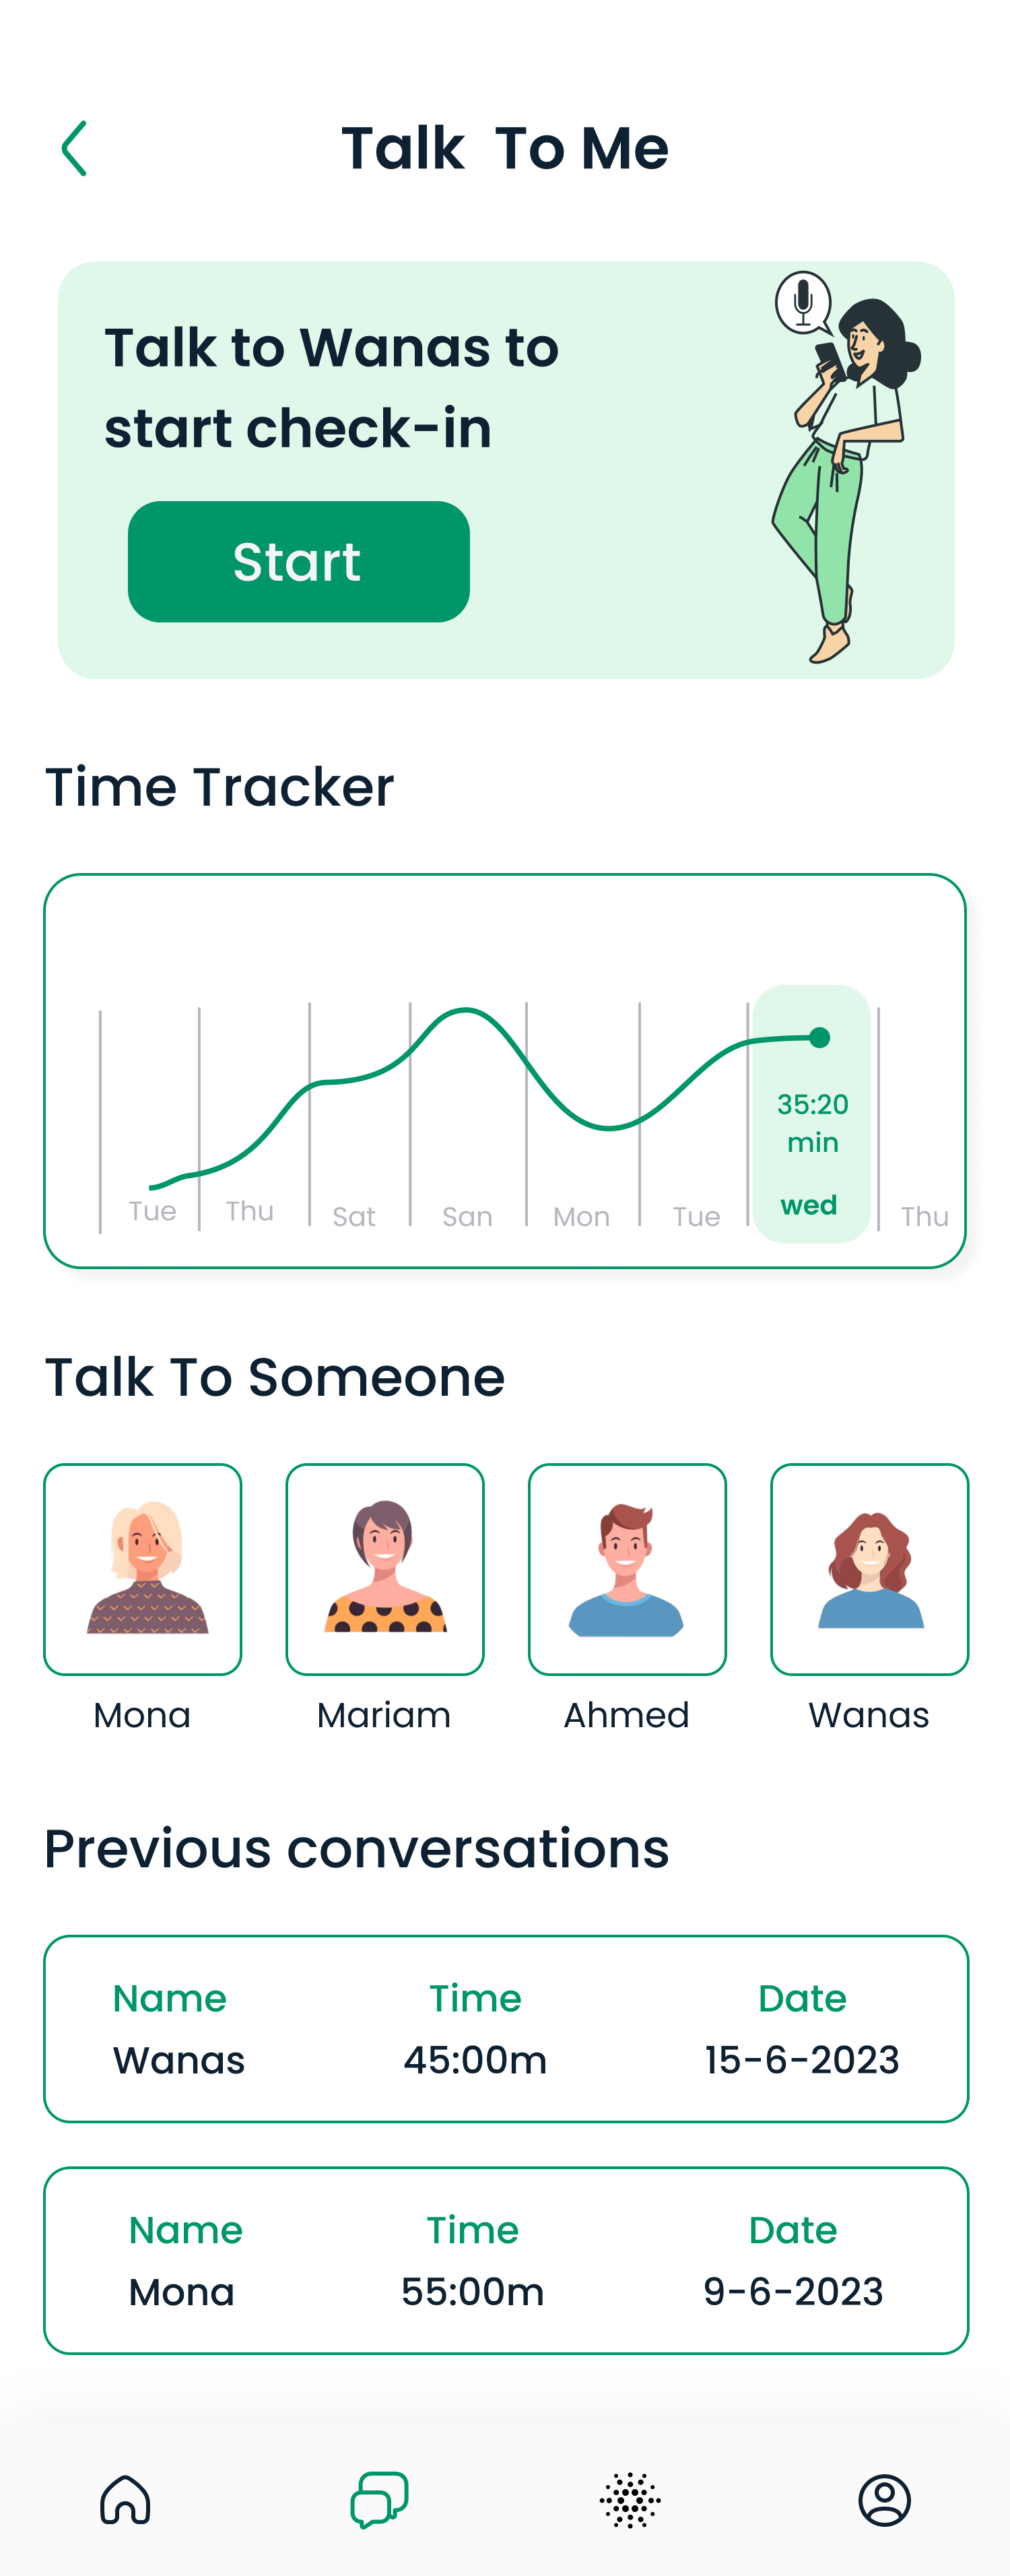 Talk To Me
Talk to Wanas to
start check-in
Start
Time Tracker
35:20
min
Tue Thu Sat San Mon Tue wed Thu
Talk To Someone
Mona Mariam Ahmed Wanas
Previous conversations
Name Time Date
Wanas 45:00m 15-6-2023
Name Time Date
Mona 55:00m 9-6-2023